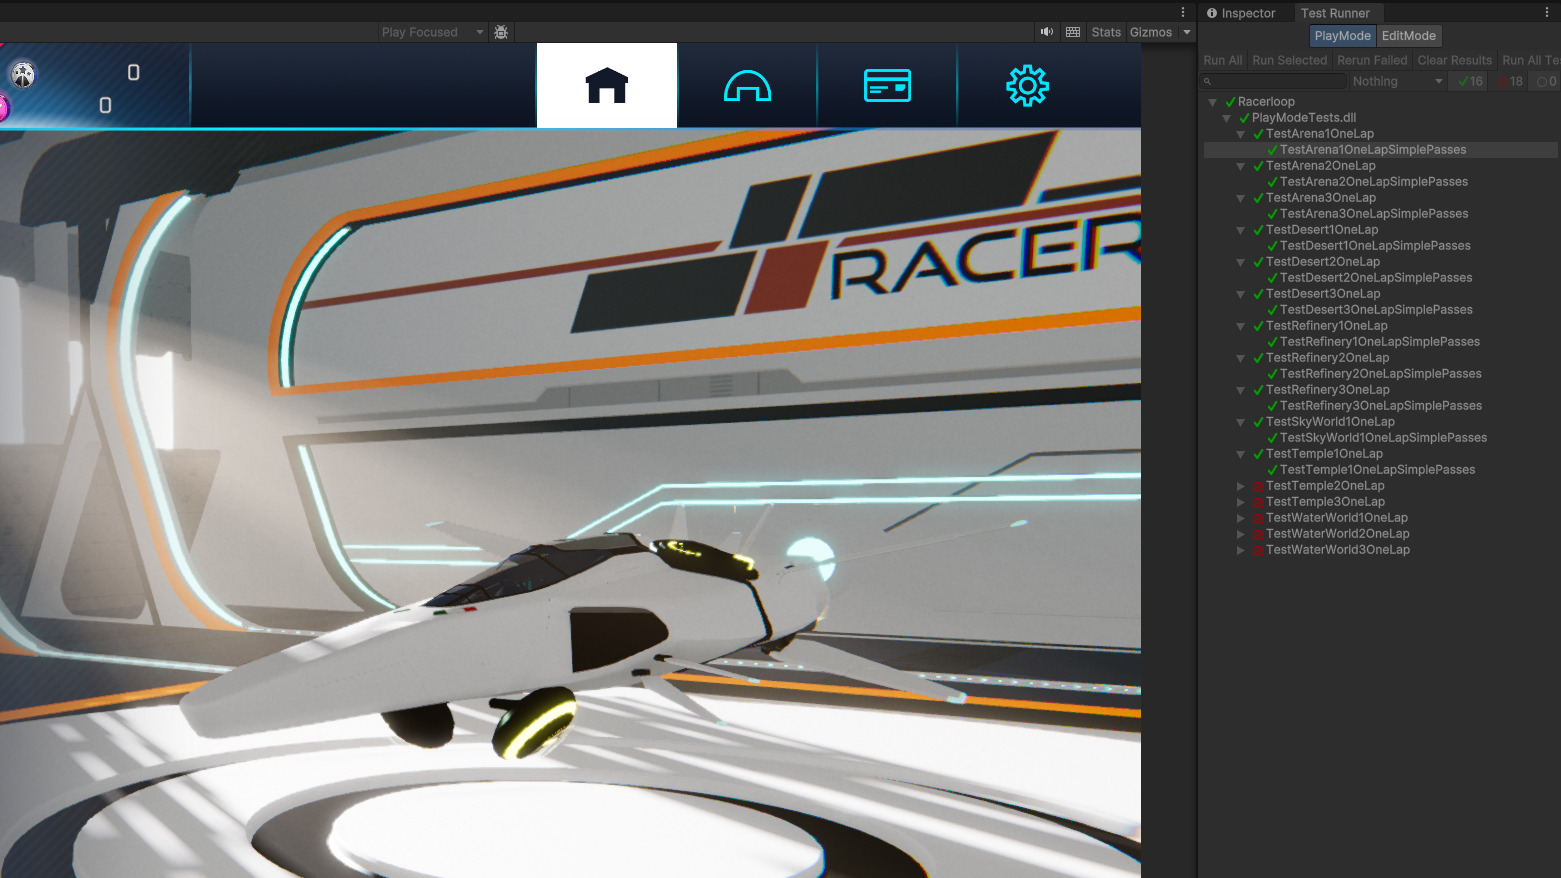 Play Focused
Stats
Gizmos
Inspector
Test Runner
PlayMode
EditMode
Run All
Run Selected
Rerun Failed
Clear Results
Run All Te
Nothing
16
18
0
0
0
RACER
Racerloop
PlayModeTests.dll
TestArena1OneLap
TestArena1OneLapSimplePasses
TestArena2OneLap
TestArena2OneLapSimplePasses
TestArena3OneLap
TestArena3OneLapSimplePasses
TestDesert1OneLap
TestDesert1OneLapSimplePasses
TestDesert2OneLap
TestDesert2OneLapSimplePasses
TestDesert3OneLap
TestDesert3OneLapSimplePasses
TestRefinery1OneLap
TestRefinery1OneLapSimplePasses
TestRefinery2OneLap
TestRefinery2OneLapSimplePasses
TestRefinery3OneLap
TestRefinery3OneLapSimplePasses
TestSkyWorld1OneLap
TestSkyWorld1OneLapSimplePasses
TestTemple1OneLap
TestTemple1OneLapSimplePasses
TestTemple2OneLap
TestTemple3OneLap
TestWaterWorld1OneLap
TestWaterWorld2OneLap
TestWaterWorld3OneLap